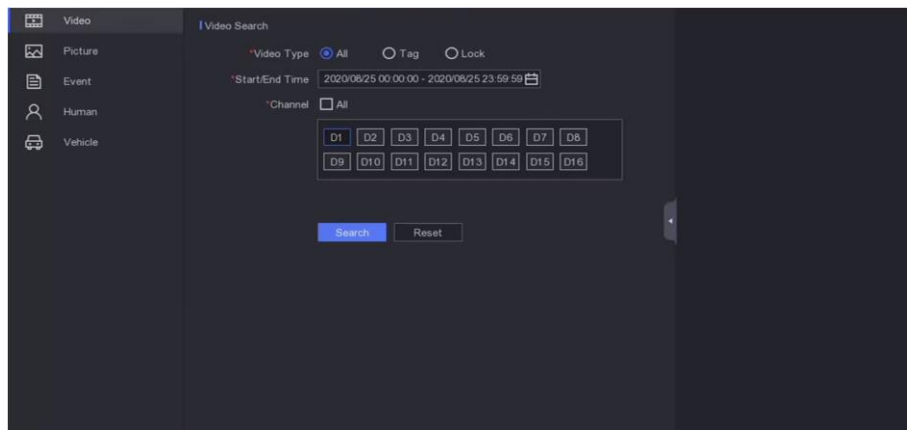 Video
Picture
Event
Human
Vehicle
Video Search
*Video Type All Tag Lock
*Start/End Time 2020/08/25 00:00:00 - 2020/08/25 23:59:59
*Channel All
D1 D2 D3 D4 D5 D6 D7 D8
D9 D10 D11 D12 D13 D14 D15 D16
Search Reset